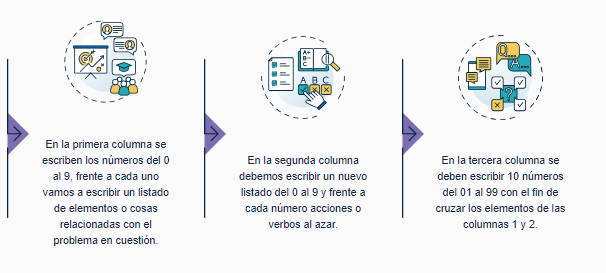 En la primera columna se
escriben los números del 0
al 9, frente a cada uno
vamos a escribir un listado
de elementos o cosas
relacionadas con el
problema en cuestión.
A+
B-
C
A B C
En la segunda columna
debemos escribir un nuevo
listado del 0 al 9 y frente a
cada número acciones o
verbos al azar.
Q...
A...
?
En la tercera columna se
deben escribir 10 números
del 01 al 99 con el fin de
cruzar los elementos de las
columnas 1 y 2.